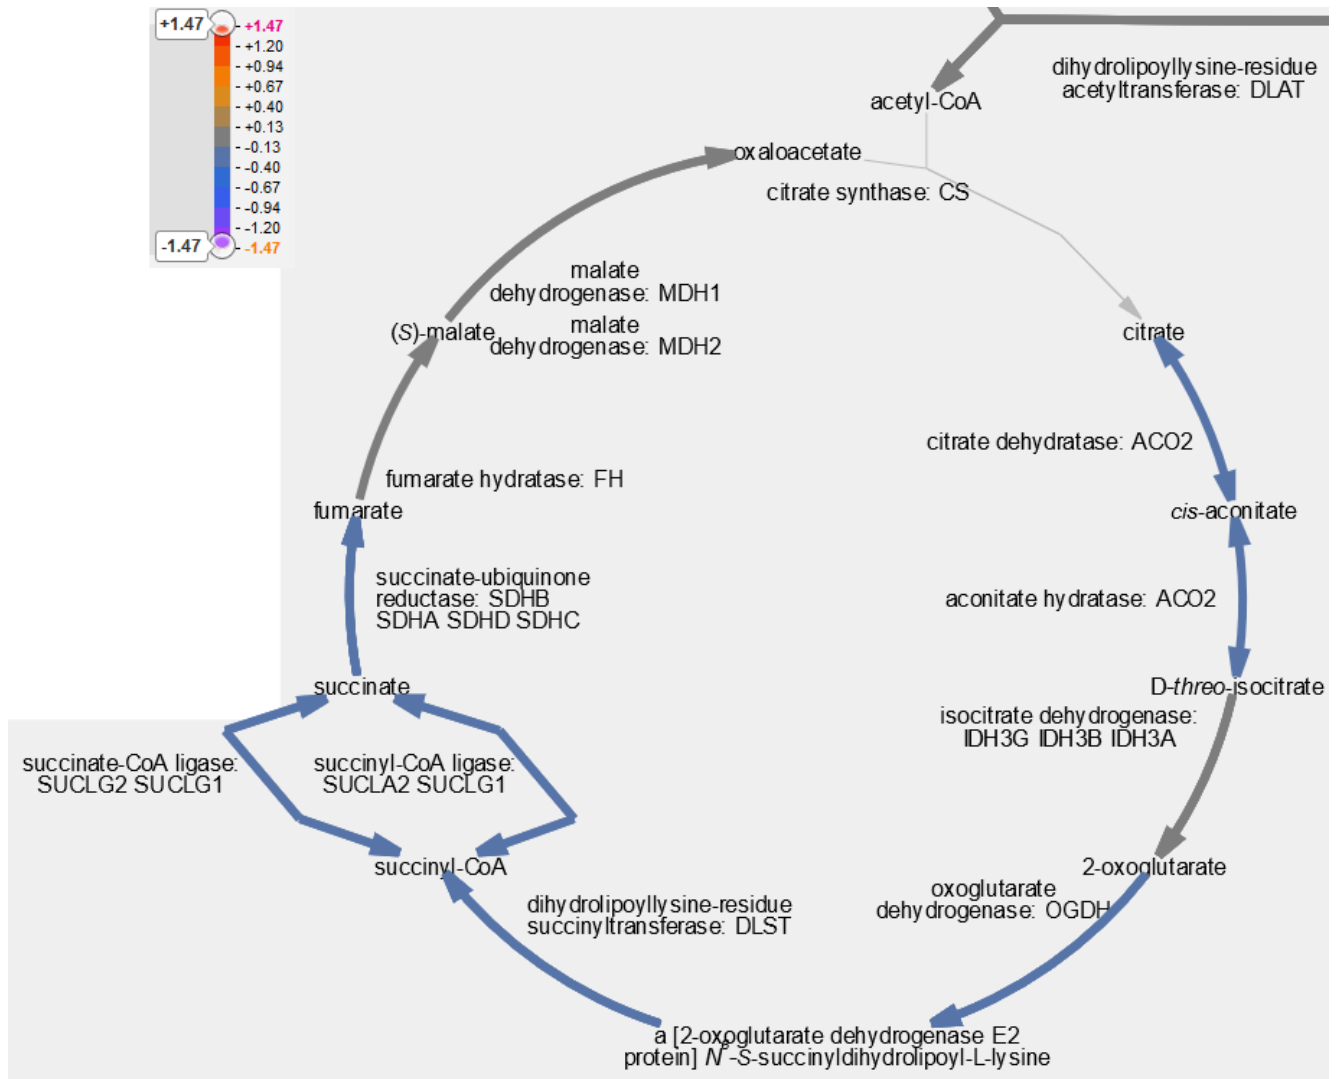 +1.47
+1.47
+1.20
+0.94
+0.67
+0.40
+0.13
-0.13
-0.40
-0.67
-0.94
-1.20
-1.47
-1.47
dihydrolipoyllysine-residue
acetyltransferase: DLAT
acetyl-CoA
oxaloacetate
citrate synthase: CS
malate
dehydrogenase: MDH1
(S)-malate
malate
dehydrogenase: MDH2
citrate
citrate dehydratase: ACO2
fumarate hydratase: FH
fumarate
cis-aconitate
succinate-ubiquinone
reductase: SDHB
SDHA SDHD SDHC
aconitate hydratase: ACO2
succinate
D-threo-isocitrate
isocitrate dehydrogenase:
IDH3G IDH3B IDH3A
succinate-CoA ligase:
SUCLG2 SUCLG1
succinyl-CoA ligase:
SUCLA2 SUCLG1
succinyl-CoA
2-oxoglutarate
oxoglutarate
dehydrogenase: OGDH
dihydrolipoyllysine-residue
succinyltransferase: DLST
a [2-oxoglutarate dehydrogenase E2
protein] N6-S-succinyldihydrolipoyl-L-lysine